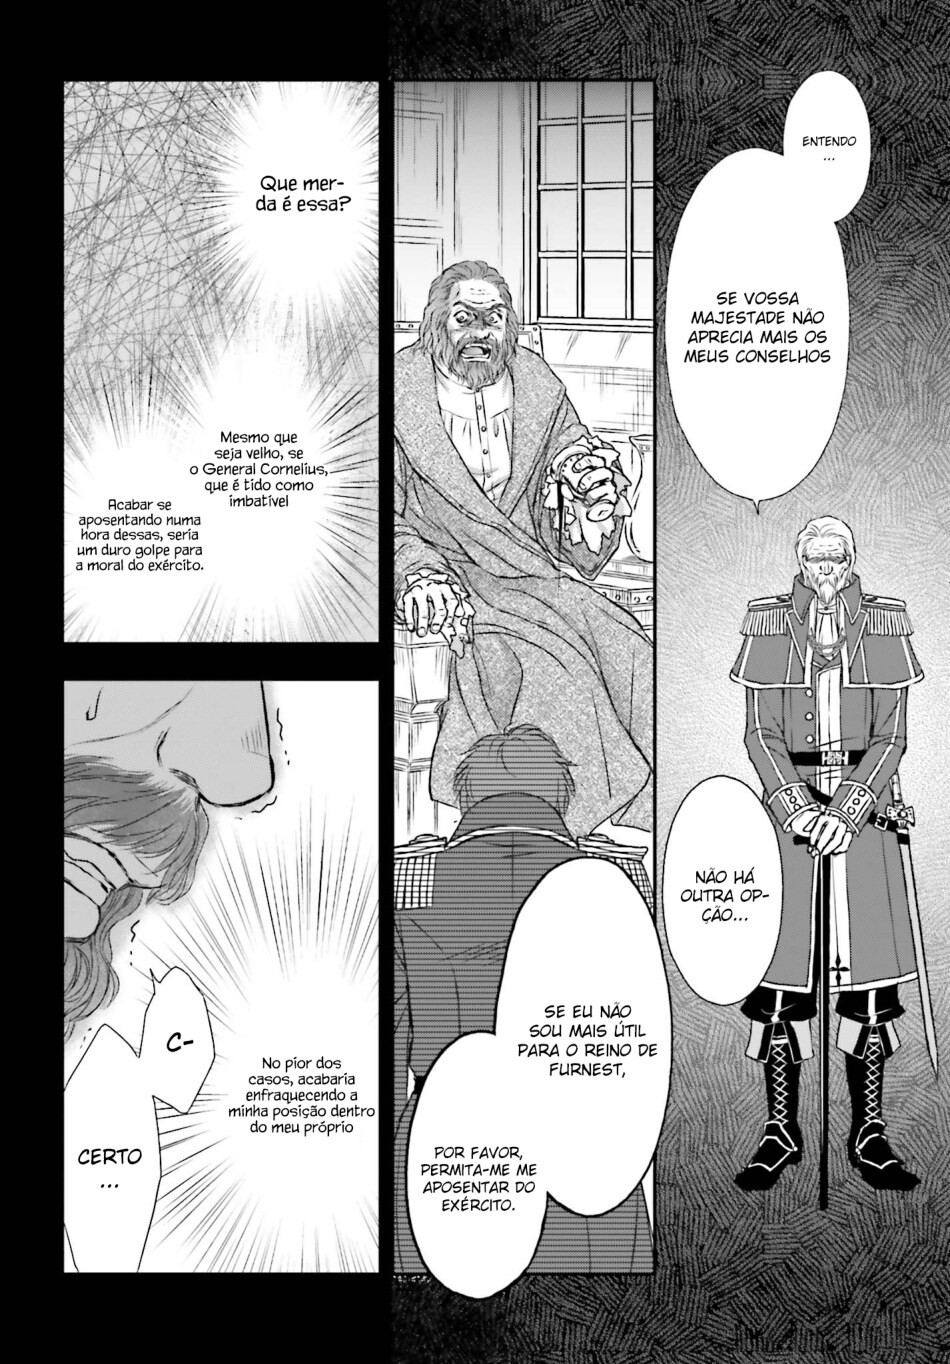 ENTENDO
...
SE VOSSA
MAJESTADE NÃO
APRECIA MAIS OS
MEUS CONSELHOS
NÃO HÁ
OUTRA OP-
ÇÃO...
SE EU NÃO
SOU MAIS ÚTIL
PARA O REINO DE
FURNEST,
POR FAVOR,
PERMITA-ME ME
APOSENTAR DO
EXÉRCITO.
Que mer-
da é essa?
Mesmo que
seja velho, se
o General Cornelius,
que é tido como
imbatível
Acabar se
aposentando numa
hora dessas, seria
um duro golpe para
a moral do exército.
No pior dos
casos, acabaria
enfraquecendo a
minha posição dentro
do meu próprio
C-
CERTO
...